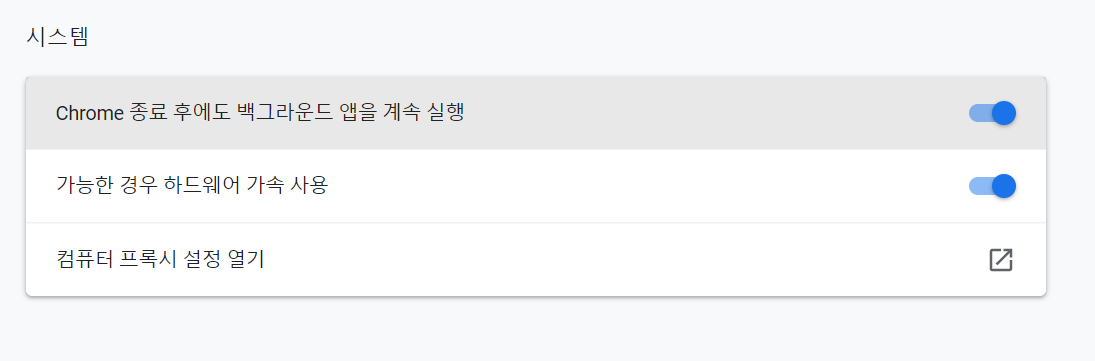 시스템
Chrome 종료 후에도 백그라운드 앱을 계속 실행
가능한 경우 하드웨어 가속 사용
컴퓨터 프록시 설정 열기